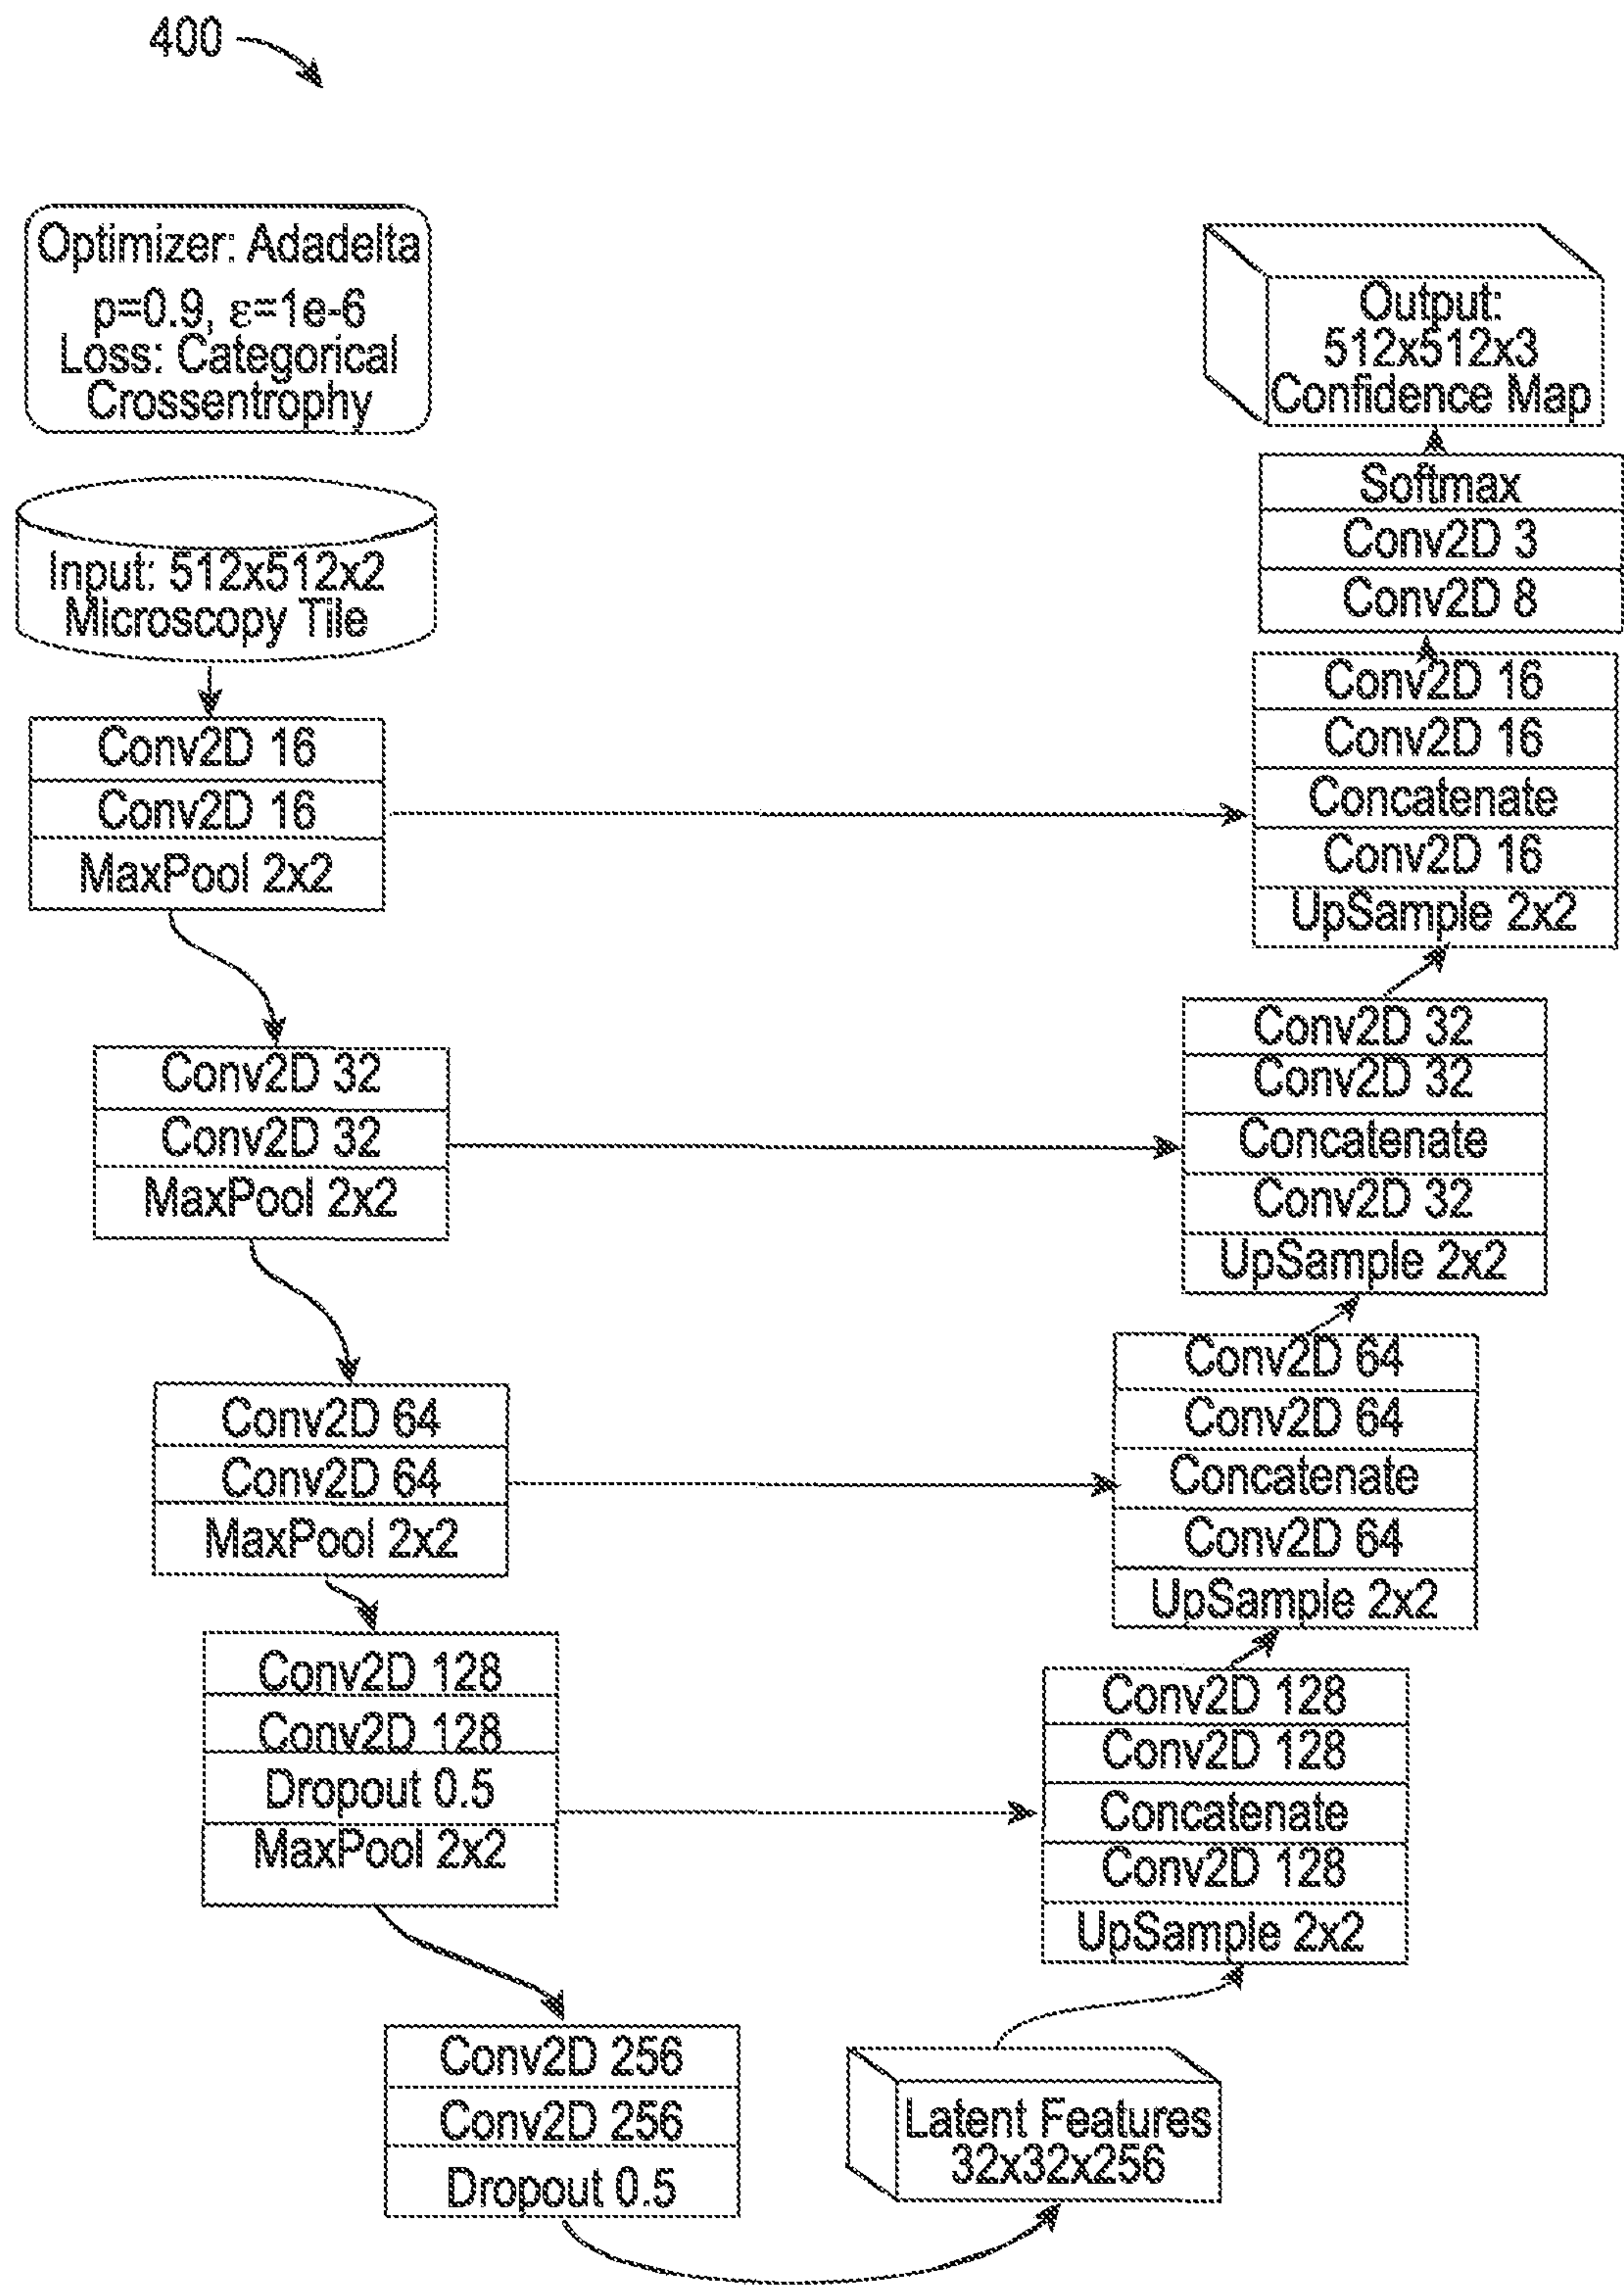 400
Optimizer: Adadelta
p=0.9, ε=1e-6
Loss: Categorical
Crossentrophy
Input: 512x512x2
Microscopy Tile
Conv2D 16
Conv2D 16
MaxPool 2x2
Conv2D 32
Conv2D 32
MaxPool 2x2
Conv2D 64
Conv2D 64
MaxPool 2x2
Conv2D 128
Conv2D 128
Dropout 0.5
MaxPool 2x2
Conv2D 256
Conv2D 256
Dropout 0.5
Latent Features
32x32x256
Output:
512x512x3
Confidence Map
Softmax
Conv2D 3
Conv2D 8
Conv2D 16
Conv2D 16
Concatenate
Conv2D 16
UpSample 2x2
Conv2D 32
Conv2D 32
Concatenate
Conv2D 32
UpSample 2x2
Conv2D 64
Conv2D 64
Concatenate
Conv2D 64
UpSample 2x2
Conv2D 128
Conv2D 128
Concatenate
Conv2D 128
UpSample 2x2